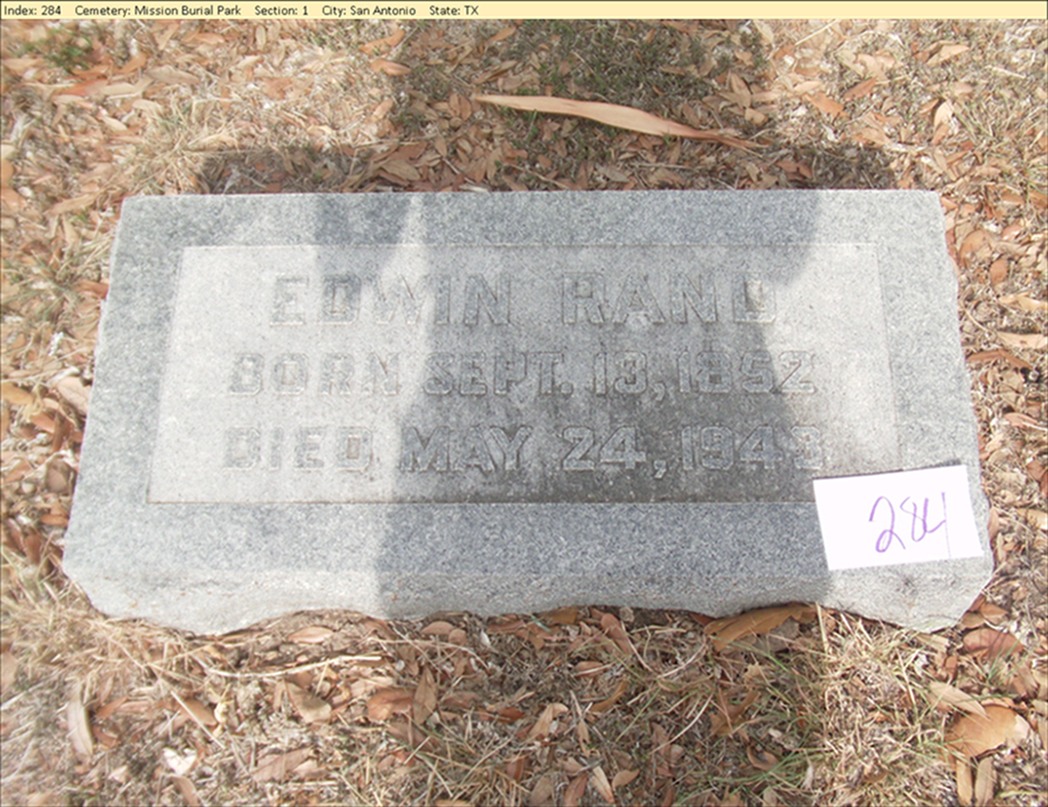 Index: 284 Cemetery: Mission Burial Park Section: 1 City: San Antonio State: TX
EDWIN RAND
BORN SEPT. 13, 1852
DIED MAY 24, 1943
284